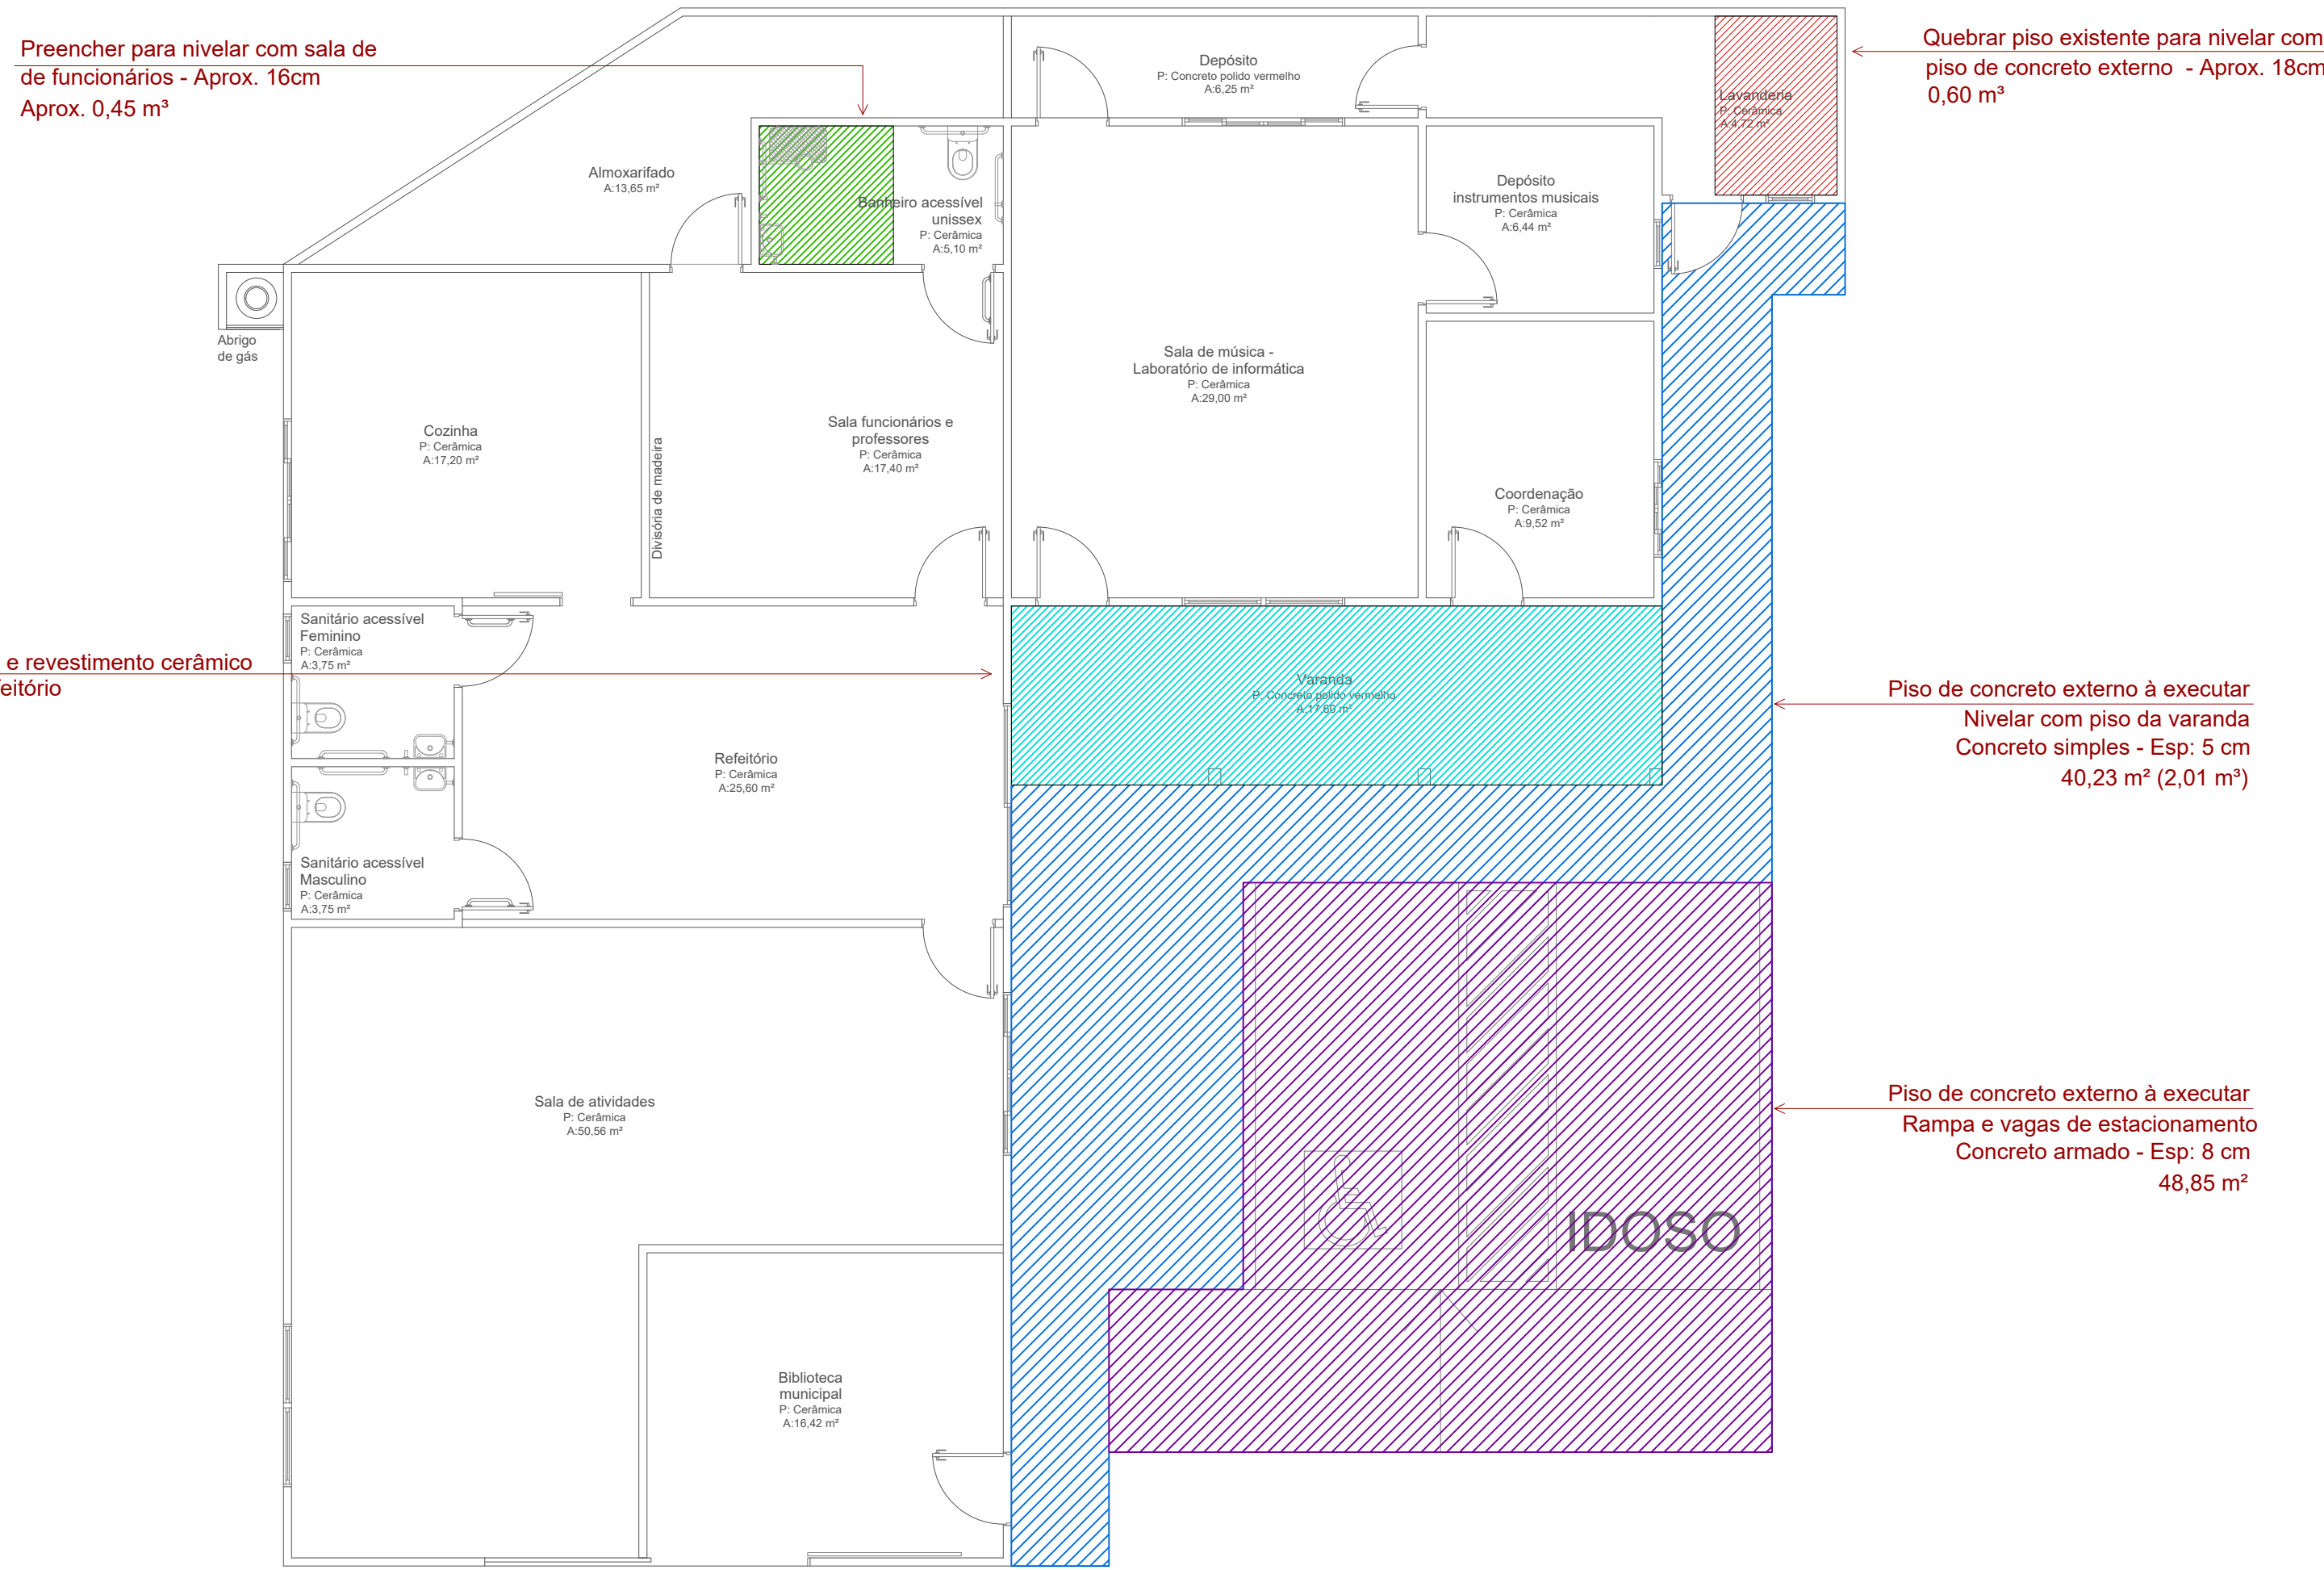 Preencher para nivelar com sala de
de funcionários - Aprox. 16cm
Aprox. 0,45 m³
Quebrar piso existente para nivelar com
piso de concreto externo - Aprox. 18cm
0,60 m³
Depósito
P: Concreto polido vermelho
A:6,25 m²
Lavanderia
P: Cerâmica
A:4,72 m²
Almoxarifado
A:13,65 m²
Banheiro acessível
unissex
P: Cerâmica
A:5,10 m²
Depósito
instrumentos musicais
P: Cerâmica
A:6,44 m²
Abrigo
de gás
Sala de música -
Laboratório de informática
P: Cerâmica
A:29,00 m²
Cozinha
P: Cerâmica
A:17,20 m²
Divisória de madeira
Sala funcionários e
professores
P: Cerâmica
A:17,40 m²
Coordenação
P: Cerâmica
A:9,52 m²
Sanitário acessível
Feminino
P: Cerâmica
A:3,75 m²
e revestimento cerâmico
eitório
Varanda
P: Concreto polido vermelho
A:17,60 m²
Piso de concreto externo à executar
Nivelar com piso da varanda
Concreto simples - Esp: 5 cm
40,23 m² (2,01 m³)
Refeitório
P: Cerâmica
A:25,60 m²
Sanitário acessível
Masculino
P: Cerâmica
A:3,75 m²
Sala de atividades
P: Cerâmica
A:50,56 m²
Piso de concreto externo à executar
Rampa e vagas de estacionamento
Concreto armado - Esp: 8 cm
48,85 m²
IDOSO
Biblioteca
municipal
P: Cerâmica
A:16,42 m²